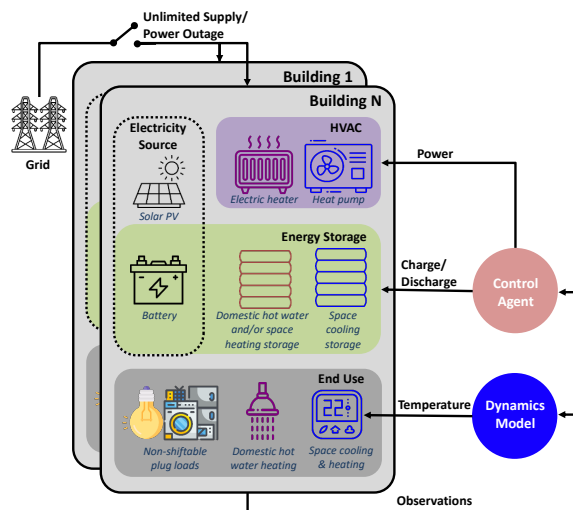 Unlimited Supply/
Power Outage
Grid
Building 1
Building N
Electricity
Source
Solar PV
HVAC
Electric heater
Heat pump
Power
Energy Storage
Battery
Domestic hot water
and/or space
heating storage
Space
cooling
storage
Charge/
Discharge
Control
Agent
End Use
22°
Non-shiftable
plug loads
Domestic hot
water heating
Space cooling
& heating
Temperature
Dynamics
Model
Observations